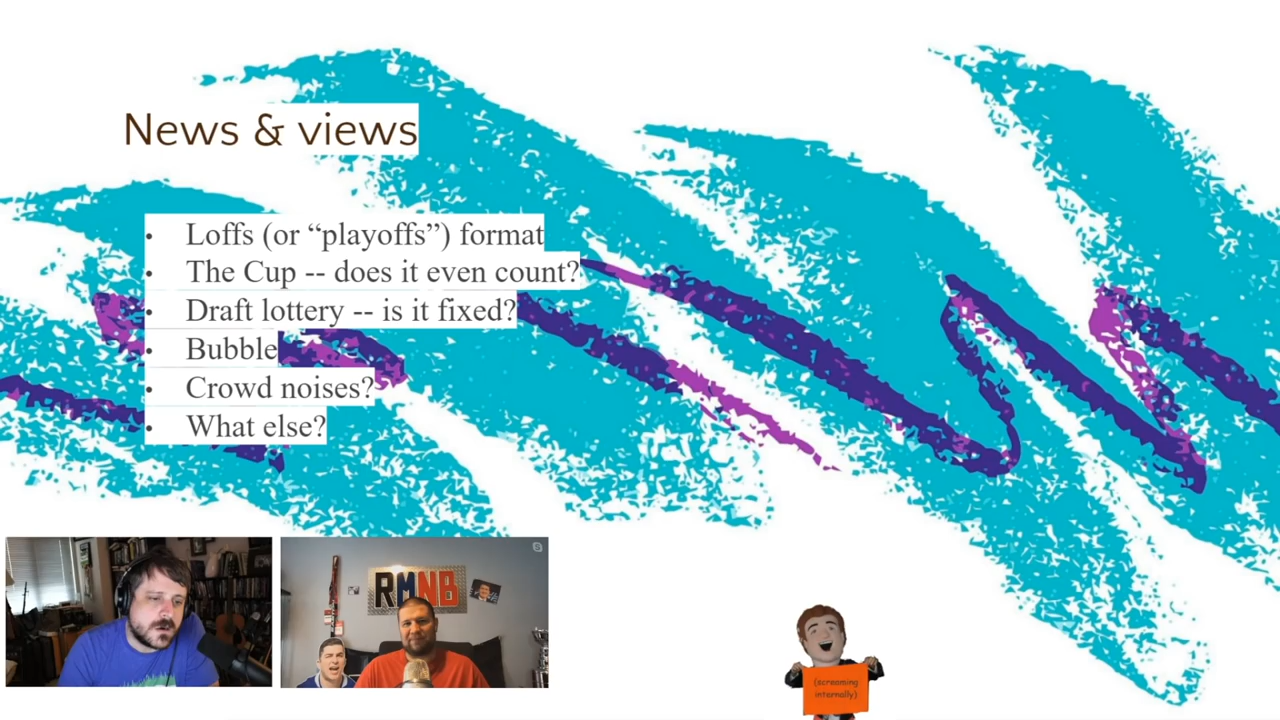 News & views
• Loffs (or “playoffs”) format
• The Cup -- does it even count?
• Draft lottery -- is it fixed?
• Bubble
• Crowd noises?
• What else?
RMNB
(screaming
internally)